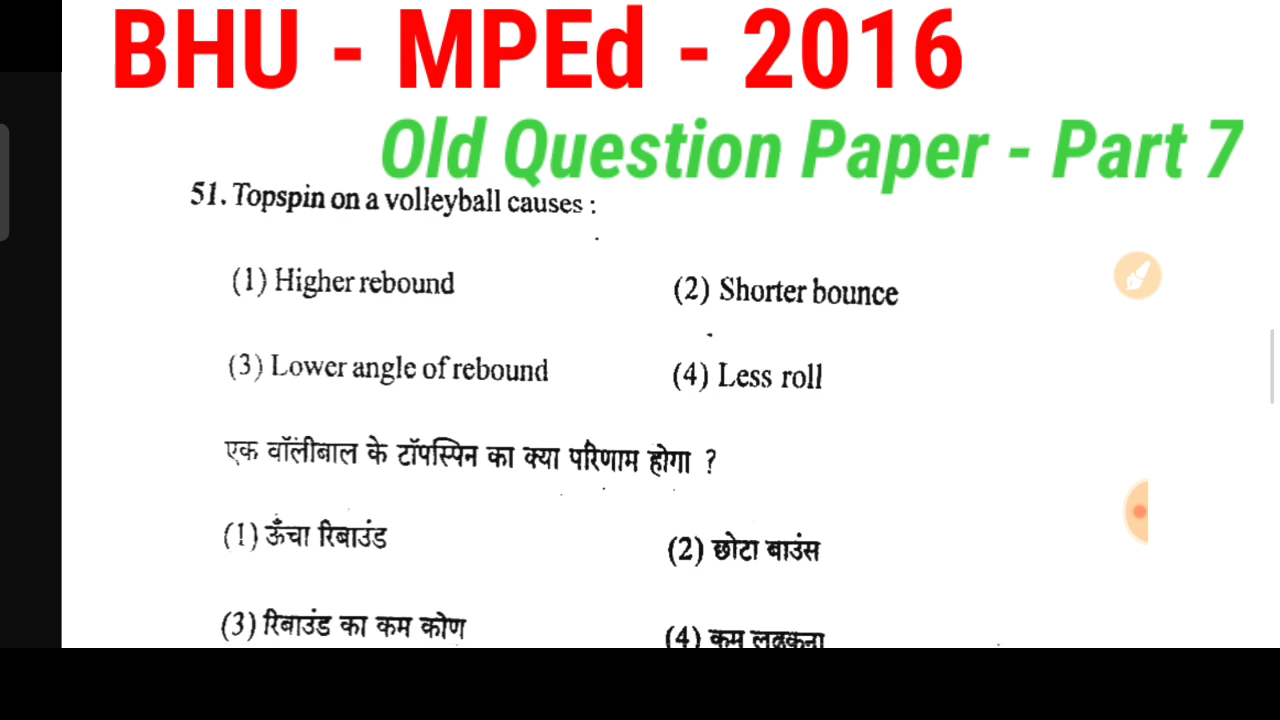 BHU - MPEd - 2016
Old Question Paper - Part 7
51. Topspin on a volleyball causes :
(1) Higher rebound (2) Shorter bounce
(3) Lower angle of rebound (4) Less roll
एक वॉलीबाल के टॉपस्पिन का क्या परिणाम होगा ?
(1) ऊँचा रिबाउंड (2) छोटा बाउंस
(3) रिबाउंड का कम कोण (4) कम लुढ़कना